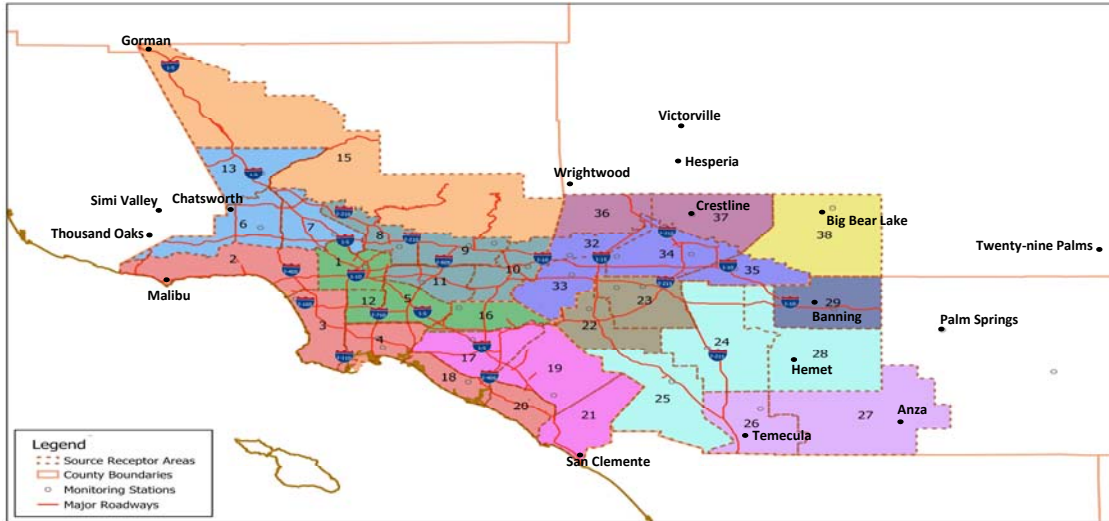 Gorman
Victorville
15
Hesperia
13
Wrightwood
Simi Valley
Chatsworth
36
Crestline
37
Big Bear Lake
38
6
7
8
Thousand Oaks
32
34
9
Twenty-nine Palms
2
1
10
35
11
Malibu
33
23
29
Banning
12
5
16
22
Palm Springs
3
4
24
17
19
28
Hemet
18
25
20
21
27
Anza
26
Temecula
San Clemente
Legend
Source Receptor Areas
County Boundaries
Monitoring Stations
Major Roadways